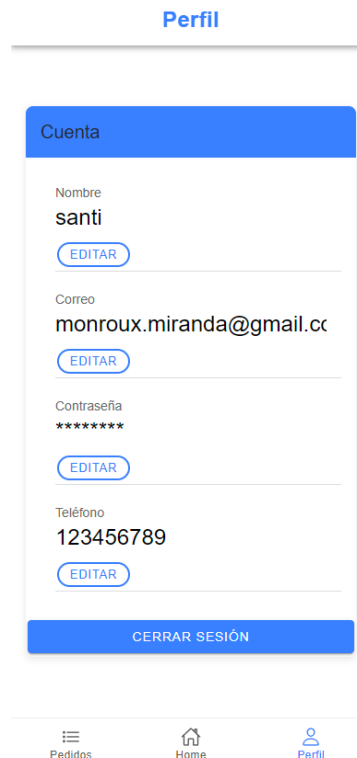 Perfil
Cuenta
Nombre
santi
EDITAR
Correo
monroux.miranda@gmail.cc
EDITAR
Contraseña
********
EDITAR
Teléfono
123456789
EDITAR
CERRAR SESIÓN
Pedidos
Home
Perfil